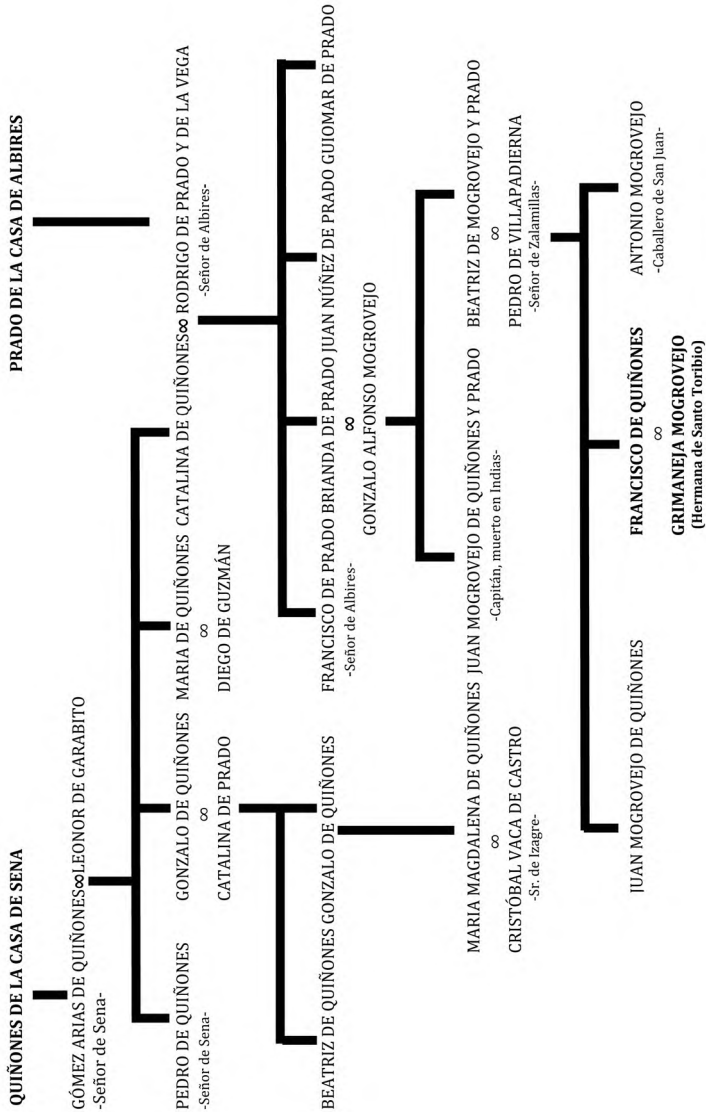 QUIÑONES DE LA CASA DE SENA
PRADO DE LA CASA DE ALBIRES
GÓMEZ ARIAS DE QUIÑONES∞LEONOR DE GARABITO
-Señor de Sena-
PEDRO DE QUIÑONES
-Señor de Sena-
GONZALO DE QUIÑONES
∞
CATALINA DE PRADO
MARIA DE QUIÑONES
∞
DIEGO DE GUZMÁN
CATALINA DE QUIÑONES∞ RODRIGO DE PRADO Y DE LA VEGA
-Señor de Albires-
BEATRIZ DE QUIÑONES GONZALO DE QUIÑONES
FRANCISCO DE PRADO BRIANDA DE PRADO JUAN NÚÑEZ DE PRADO GUIOMAR DE PRADO
-Señor de Albires-
∞
GONZALO ALFONSO MOGROVEJO
MARIA MAGDALENA DE QUIÑONES
∞
CRISTÓBAL VACA DE CASTRO
-Sr. de Izagre-
JUAN MOGROVEJO DE QUIÑONES Y PRADO
-Capitán, muerto en Indias-
BEATRIZ DE MOGROVEJO Y PRADO
∞
PEDRO DE VILLAPADIERNA
-Señor de Zalamillas-
JUAN MOGROVEJO DE QUIÑONES
FRANCISCO DE QUIÑONES
∞
GRIMANEJA MOGROVEJO
(Hermana de Santo Toribio)
ANTONIO MOGROVEJO
-Caballero de San Juan-